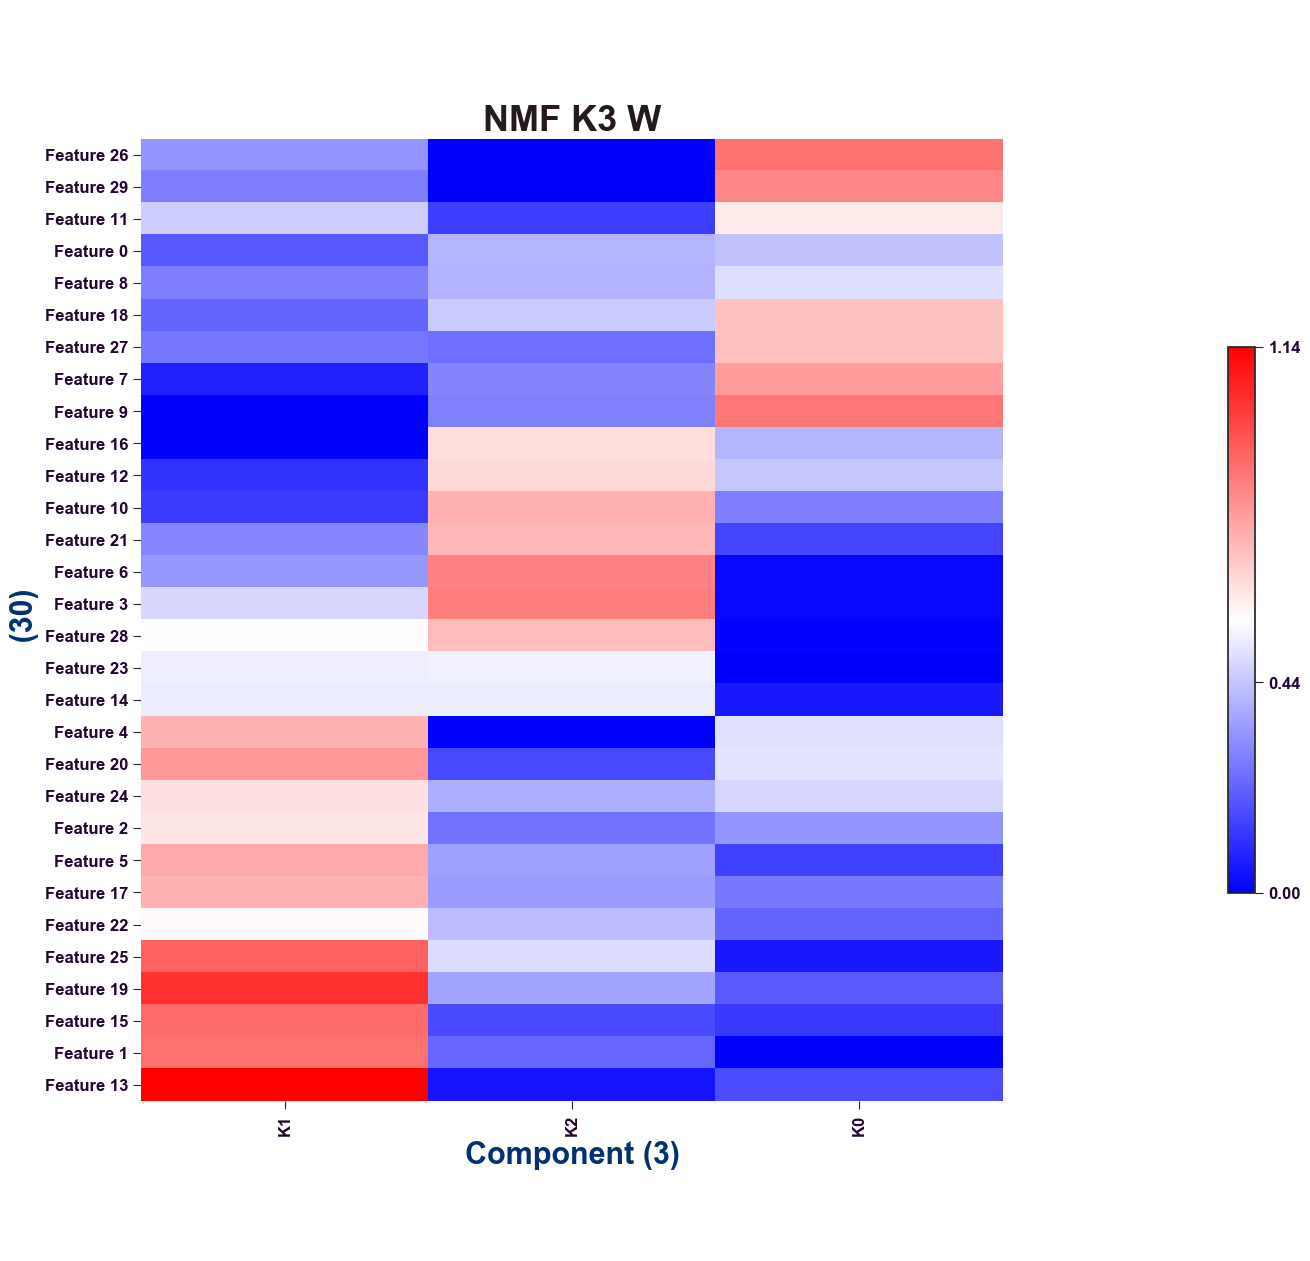 NMF K3 W
Feature 26
Feature 29
Feature 11
Feature 0
Feature 8
Feature 18
Feature 27
Feature 7
Feature 9
Feature 16
Feature 12
Feature 10
Feature 21
Feature 6
Feature 3
Feature 28
Feature 23
Feature 14
Feature 4
Feature 20
Feature 24
Feature 2
Feature 5
Feature 17
Feature 22
Feature 25
Feature 19
Feature 15
Feature 1
Feature 13
(30)
K1
K2
K0
Component (3)
1.14
0.44
0.00